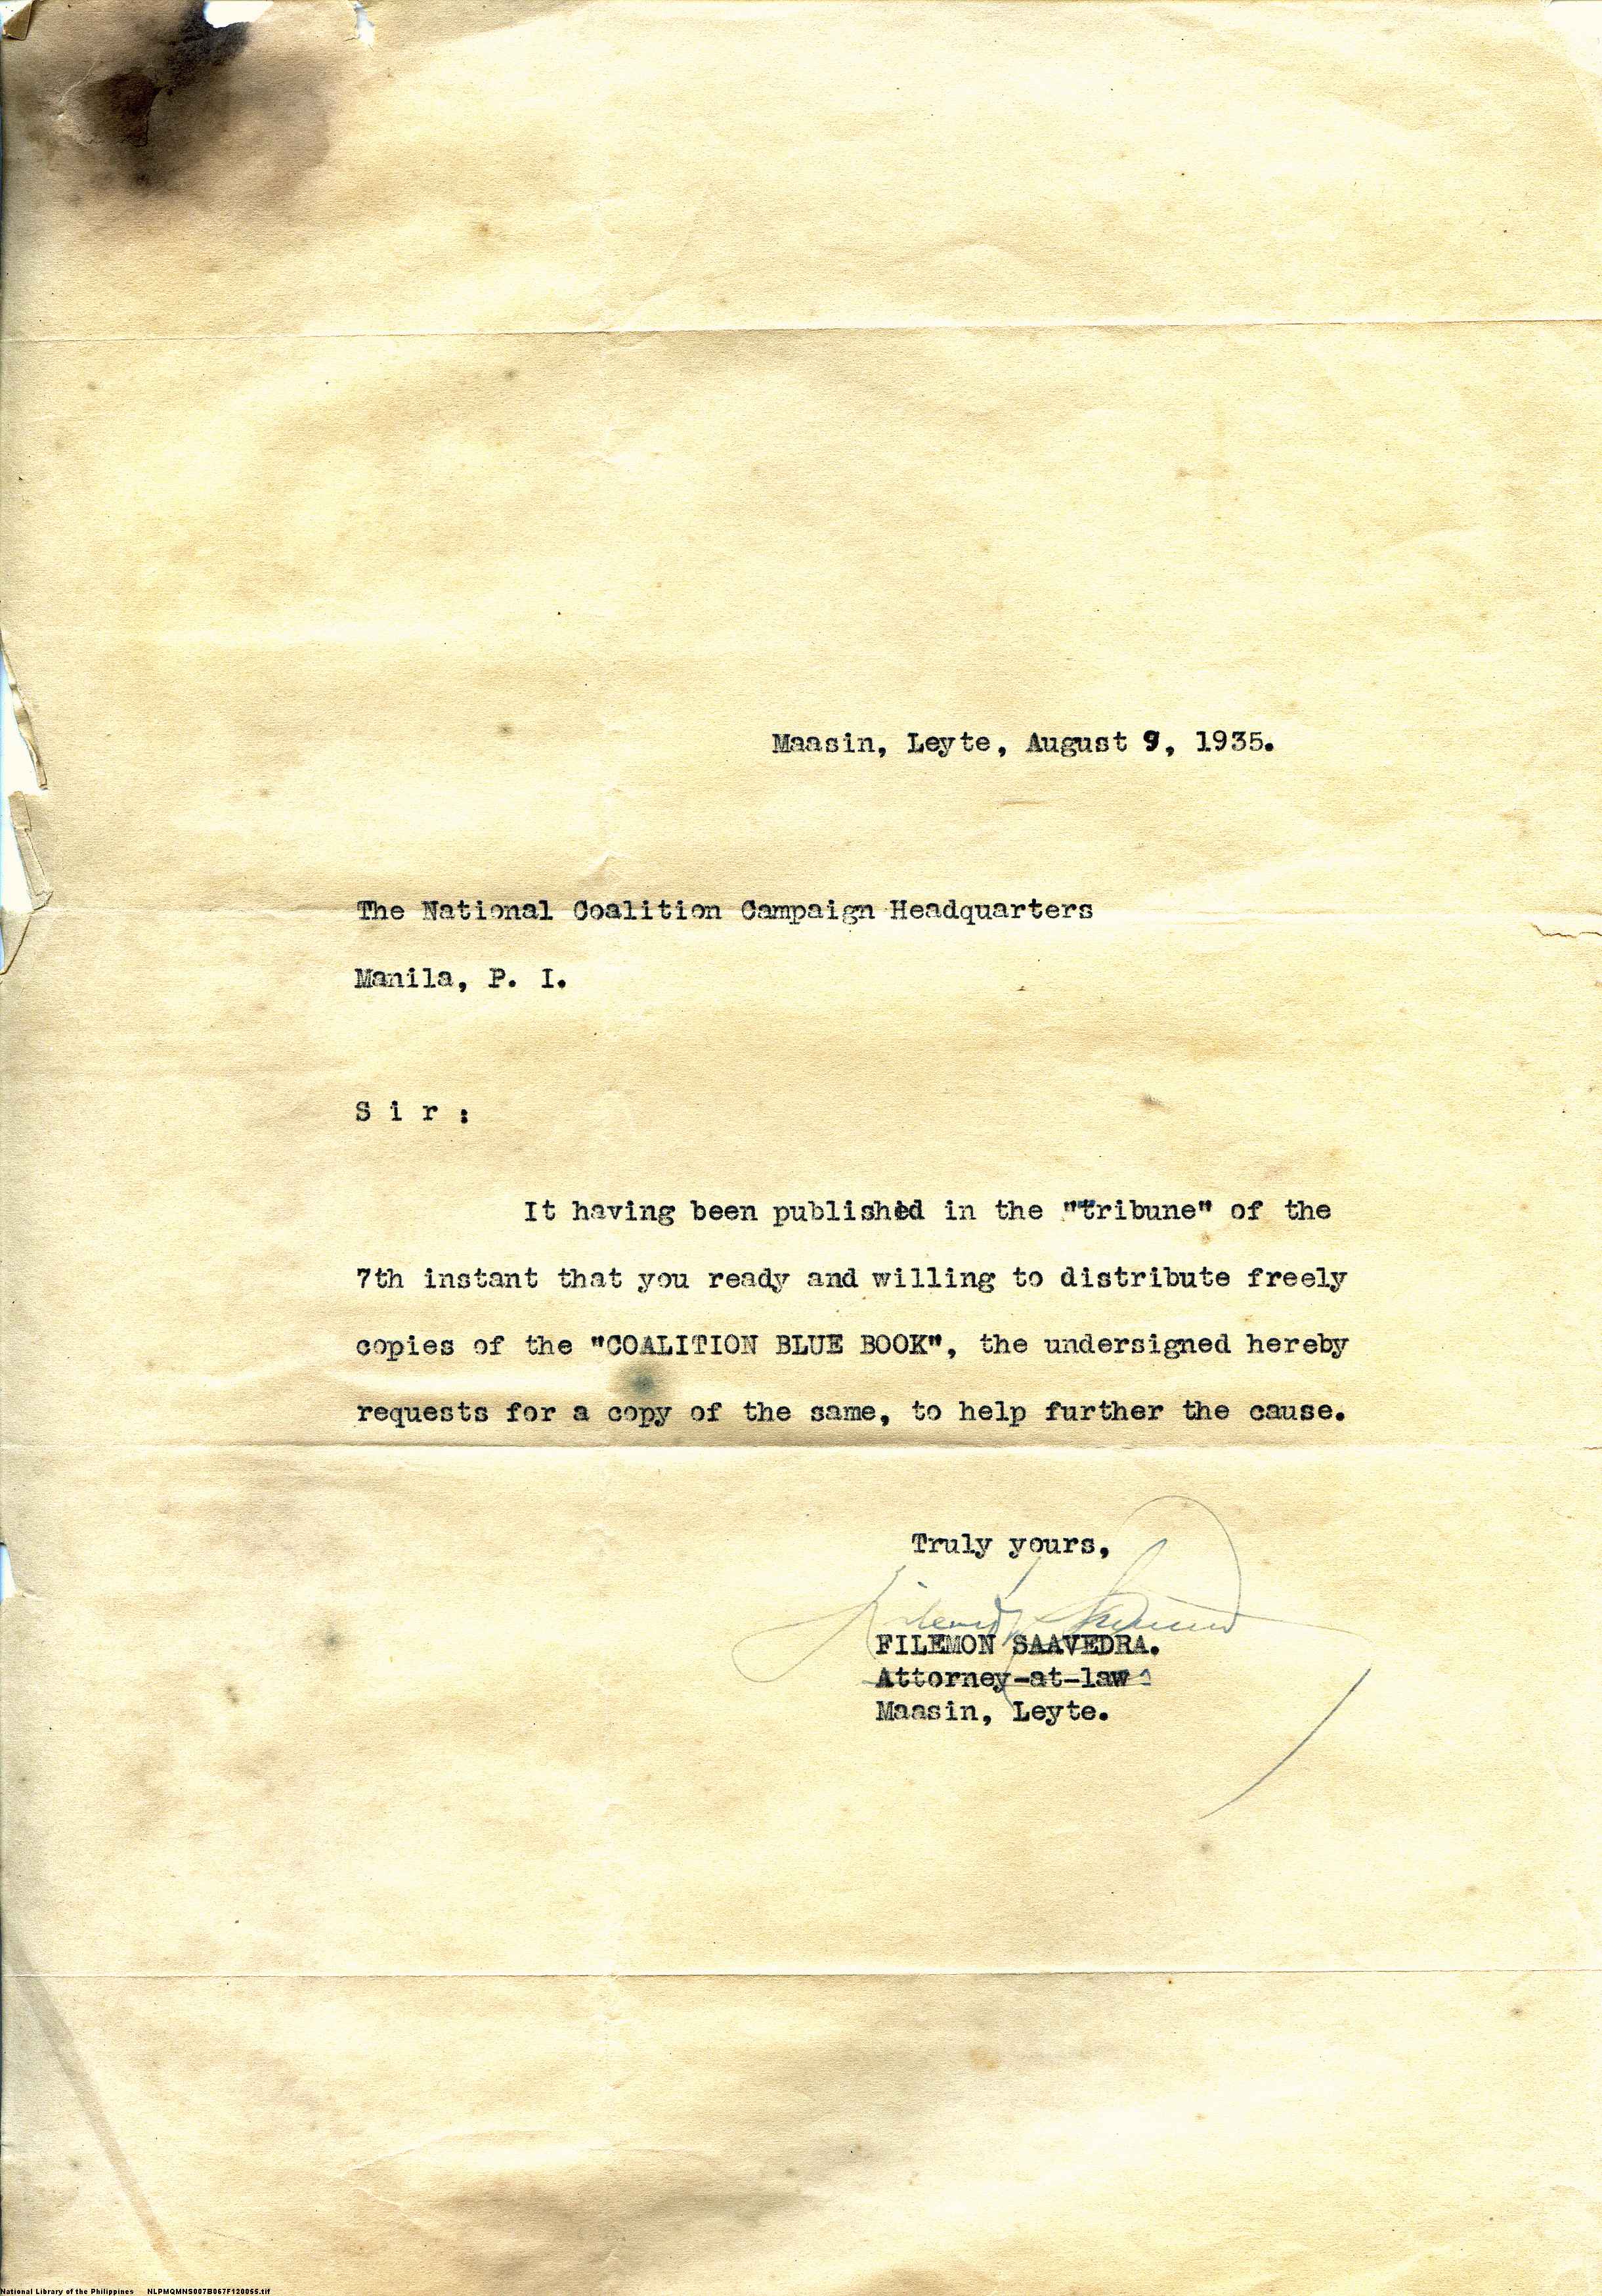 Maasin, Leyte, August 9, 1935.
The National Coalition Campaign Headquarters
Manila, P. I.
S i r :
It having been published in the "Tribune" of the
7th instant that you ready and willing to distribute freely
copies of the "COALITION BLUE BOOK", the undersigned hereby
requests for a copy of the same, to help further the cause.
Truly yours,
FILEMON SAAVEDRA.
Attorney-at-law
Maasin, Leyte.
National Library of the Philippines NLPMQMNS007B067F120055.tif